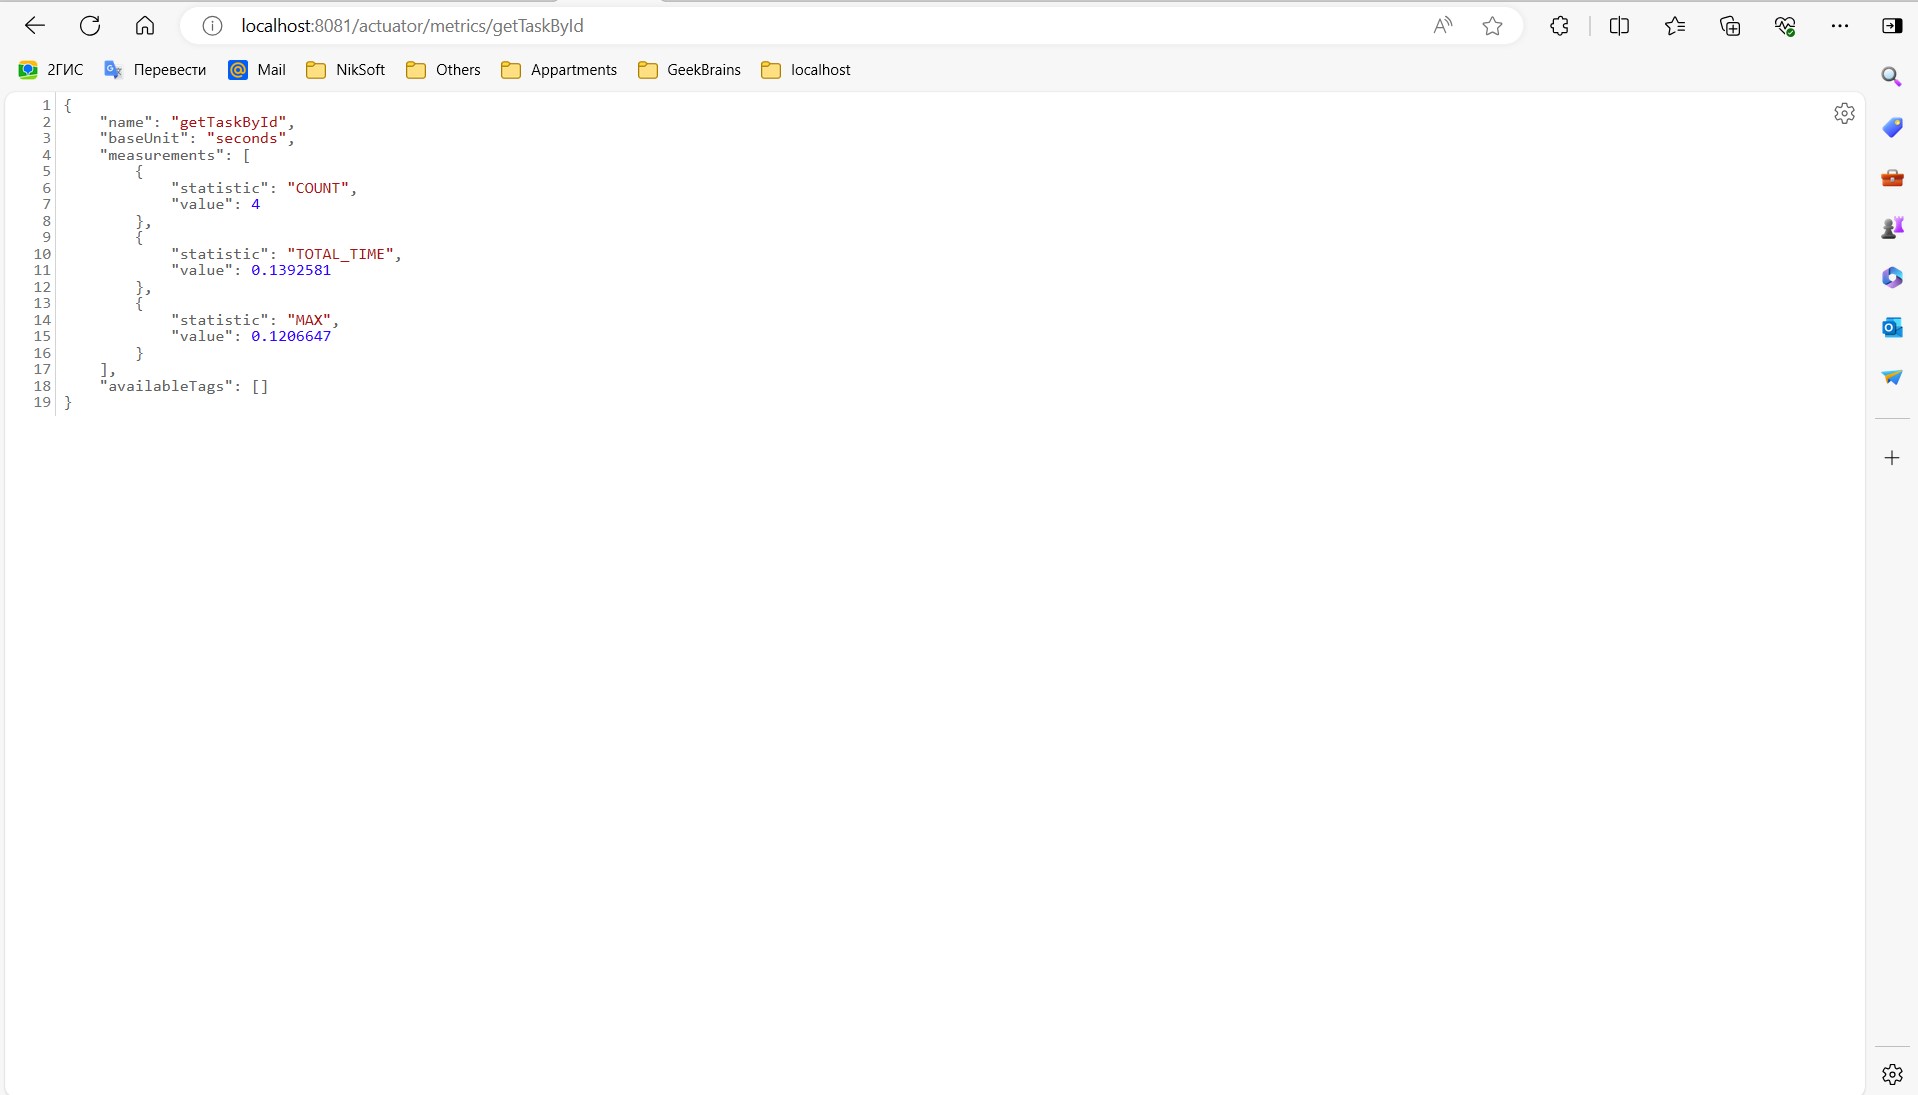 localhost:8081/actuator/metrics/getTaskById
2ГИС Перевести Mail NikSoft Others Appartments GeekBrains localhost
1 {
2 "name": "getTaskById",
3 "baseUnit": "seconds",
4 "measurements": [
5 {
6 "statistic": "COUNT",
7 "value": 4
8 },
9 {
10 "statistic": "TOTAL_TIME",
11 "value": 0.1392581
12 },
13 {
14 "statistic": "MAX",
15 "value": 0.1206647
16 }
17 ],
18 "availableTags": []
19 }